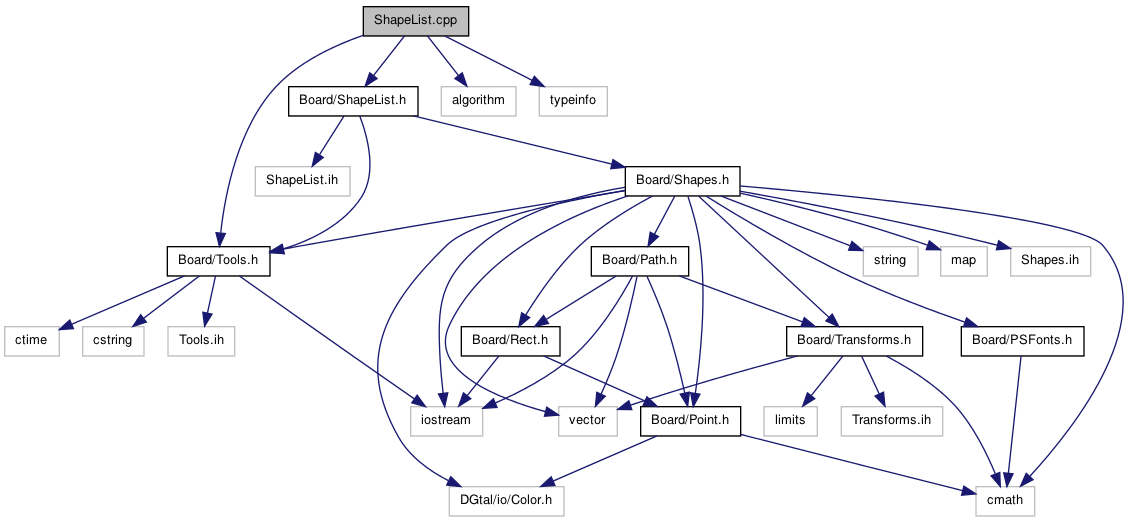 ShapeList.cpp
Board/ShapeList.h
algorithm
typeinfo
ShapeList.ih
Board/Shapes.h
Board/Tools.h
Board/Path.h
string
map
Shapes.ih
ctime
cstring
Tools.ih
Board/Rect.h
Board/Transforms.h
Board/PSFonts.h
iostream
vector
Board/Point.h
limits
Transforms.ih
DGtal/io/Color.h
cmath